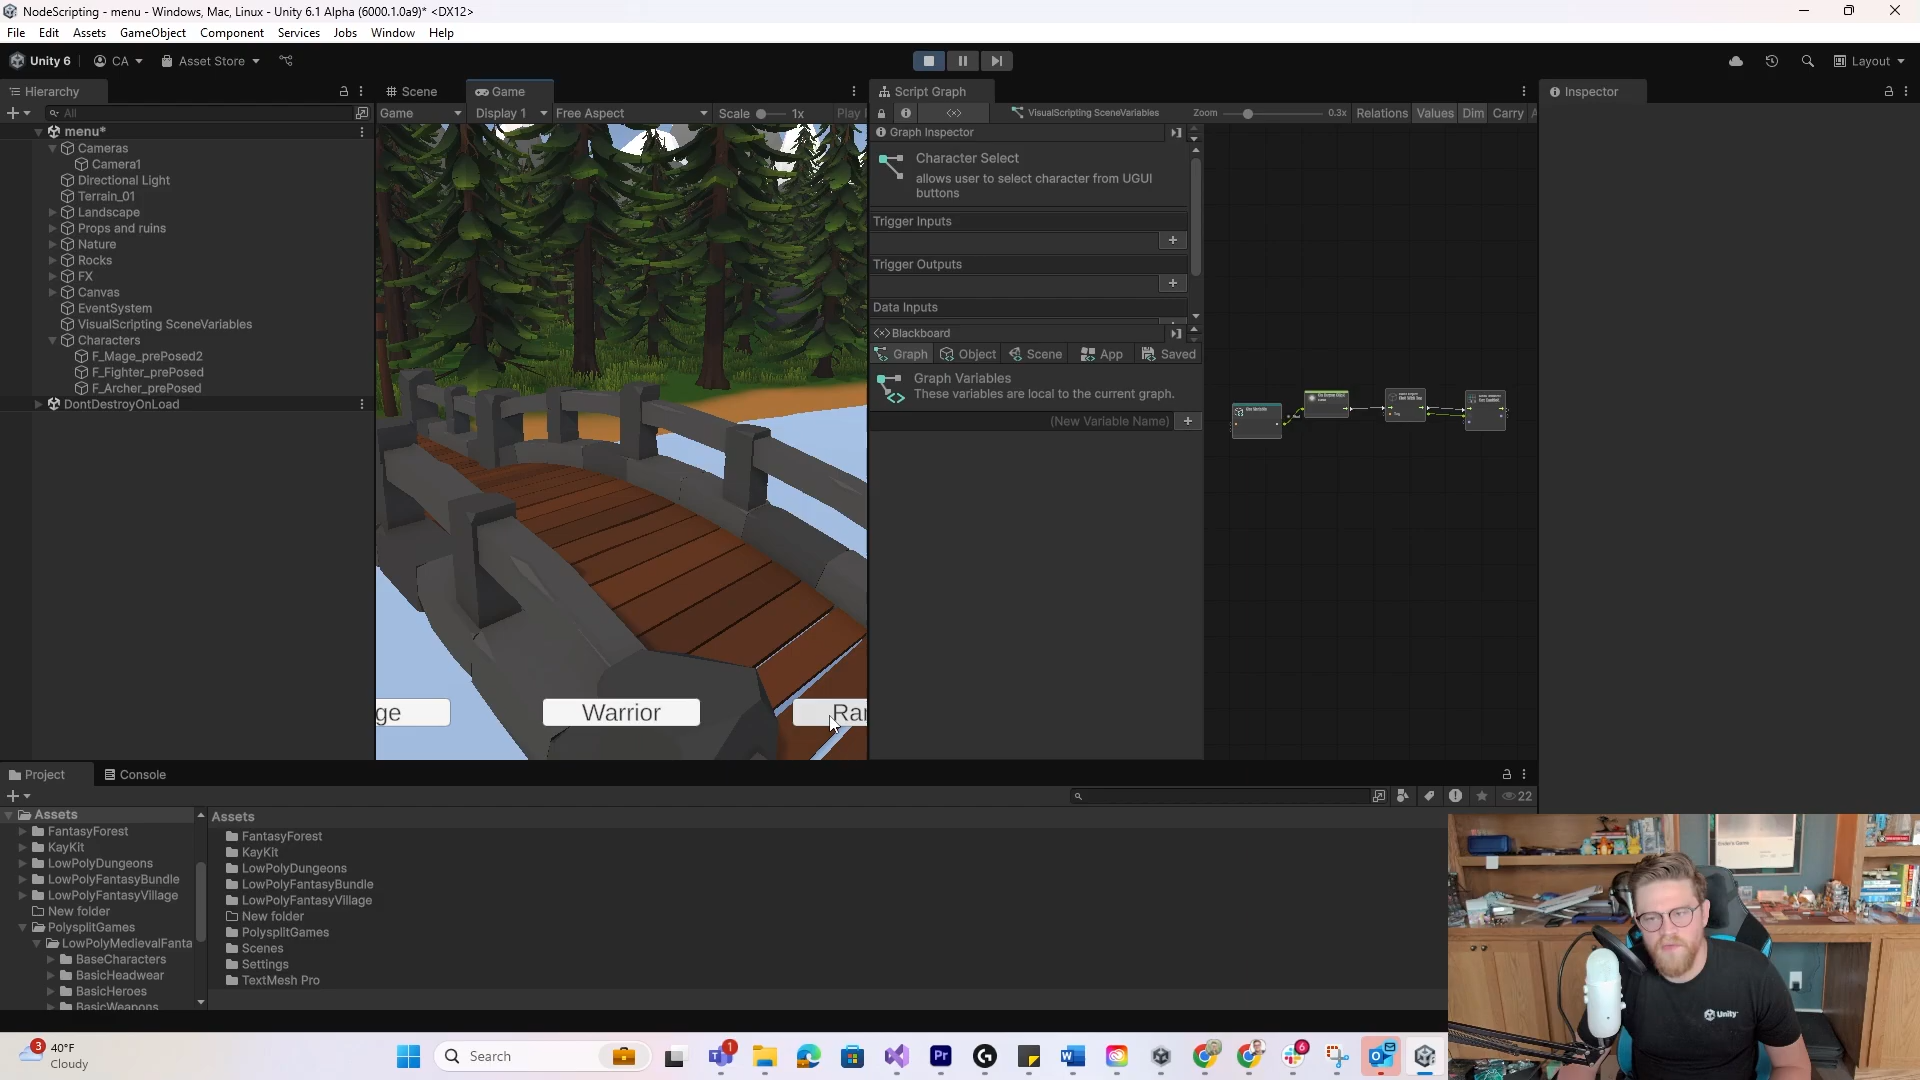 NodeScripting - menu - Windows, Mac, Linux - Unity 6.1 Alpha (6000.1.0a9)* <DX12>
File Edit Assets GameObject Component Services Jobs Window Help
Unity 6 CA Asset Store Layout
Hierarchy
All
menu*
Cameras
Camera1
Directional Light
Terrain_01
Landscape
Props and ruins
Nature
Rocks
FX
Canvas
EventSystem
VisualScripting SceneVariables
Characters
F_Mage_prePosed2
F_Fighter_prePosed
F_Archer_prePosed
DontDestroyOnLoad
Scene Game
Game Display 1 Free Aspect Scale 1x Play
ge
Warrior
Ra
Script Graph
VisualScripting SceneVariables Zoom 0.3x Relations Values Dim Carry
Graph Inspector
Character Select
allows user to select character from UGUI
buttons
Trigger Inputs
Trigger Outputs
Data Inputs
Blackboard
Graph Object Scene App Saved
Graph Variables
These variables are local to the current graph.
(New Variable Name)
Inspector
Project Console
22
Assets
FantasyForest
KayKit
LowPolyDungeons
LowPolyFantasyBundle
LowPolyFantasyVillage
New folder
PolysplitGames
LowPolyMedievalFanta
BaseCharacters
BasicHeadwear
BasicHeroes
BasicWeapons
Assets
FantasyForest
KayKit
LowPolyDungeons
LowPolyFantasyBundle
LowPolyFantasyVillage
New folder
PolysplitGames
Scenes
Settings
TextMesh Pro
Unity
3
40°F
Cloudy
Search
1
Pr
6